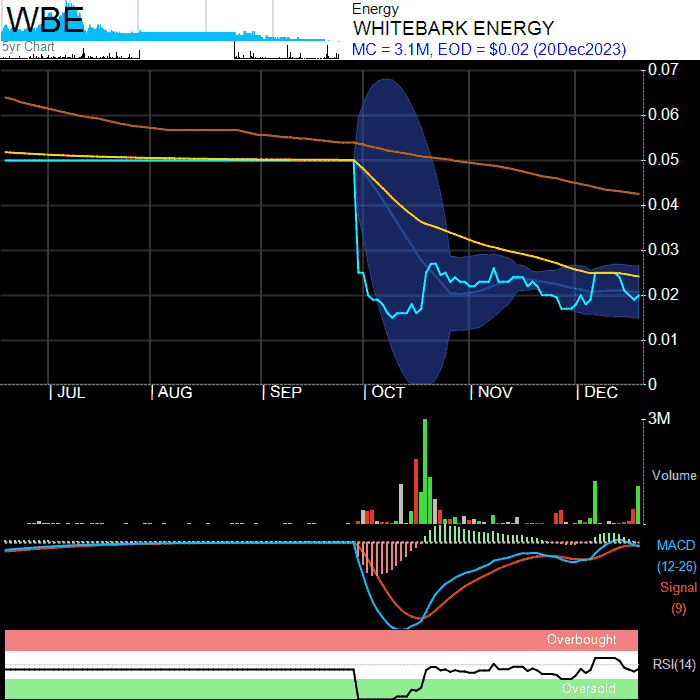 WBE
5yr Chart
Energy
WHITEBARK ENERGY
MC = 3.1M, EOD = $0.02 (20Dec2023)
0.07
0.06
0.05
0.04
0.03
0.02
0.01
0
| JUL | AUG | SEP | OCT | NOV | DEC
3M
Volume
MACD
(12-26)
Signal
(9)
Overbought
RSI(14)
Oversold